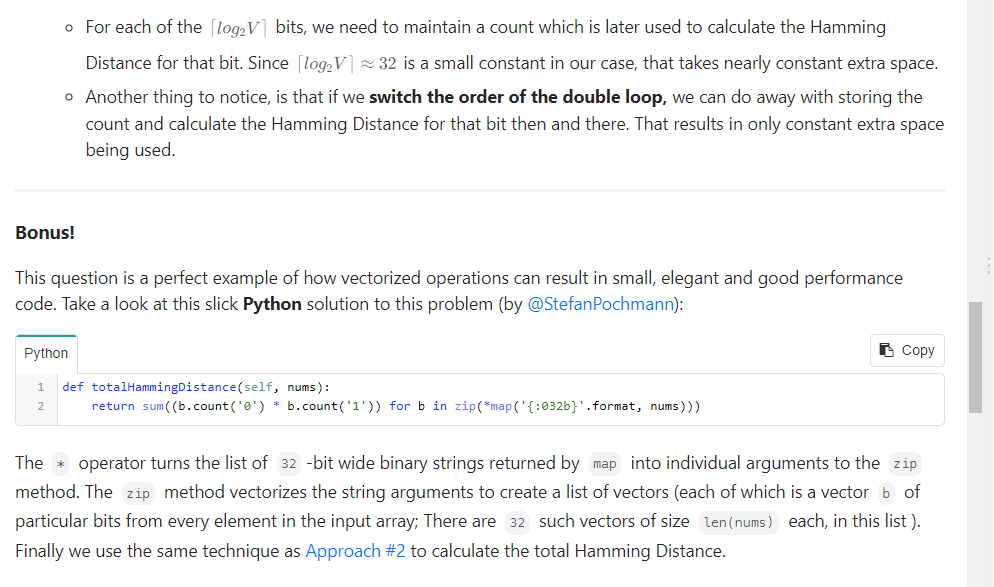 For each of the ⌈log₂V⌉ bits, we need to maintain a count which is later used to calculate the Hamming
Distance for that bit. Since ⌈log₂V⌉ ≈ 32 is a small constant in our case, that takes nearly constant extra space.
Another thing to notice, is that if we switch the order of the double loop, we can do away with storing the
count and calculate the Hamming Distance for that bit then and there. That results in only constant extra space
being used.
Bonus!
This question is a perfect example of how vectorized operations can result in small, elegant and good performance
code. Take a look at this slick Python solution to this problem (by @StefanPochmann):
Python
Copy
1 def totalHammingDistance(self, nums):
2     return sum((b.count('0') * b.count('1')) for b in zip(*map('{:032b}'.format, nums)))
The * operator turns the list of 32 -bit wide binary strings returned by map into individual arguments to the zip
method. The zip method vectorizes the string arguments to create a list of vectors (each of which is a vector b of
particular bits from every element in the input array; There are 32 such vectors of size len(nums) each, in this list ).
Finally we use the same technique as Approach #2 to calculate the total Hamming Distance.